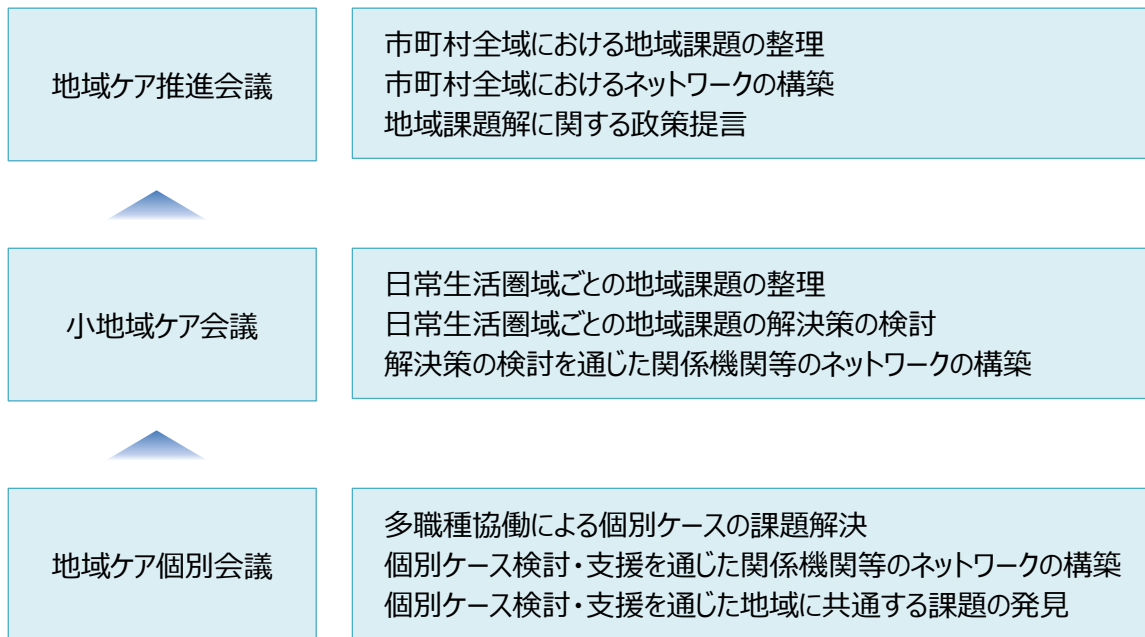 地域ケア推進会議
市町村全域における地域課題の整理
市町村全域におけるネットワークの構築
地域課題解に関する政策提言
小地域ケア会議
日常生活圏域ごとの地域課題の整理
日常生活圏域ごとの地域課題の解決策の検討
解決策の検討を通じた関係機関等のネットワークの構築
地域ケア個別会議
多職種協働による個別ケースの課題解決
個別ケース検討・支援を通じた関係機関等のネットワークの構築
個別ケース検討・支援を通じた地域に共通する課題の発見